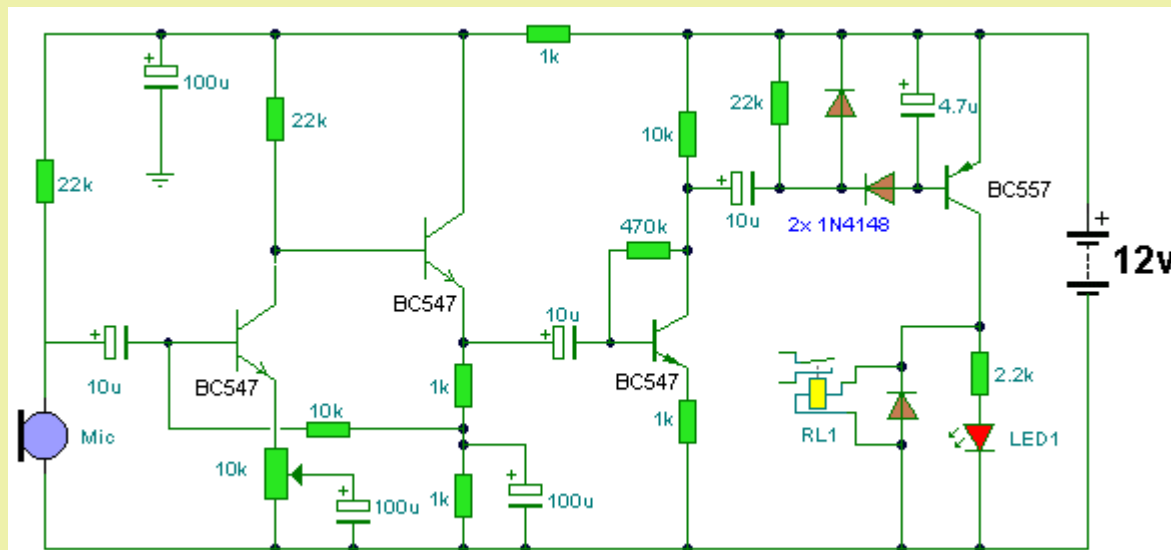 1k
+
100u
22k
22k
10k
22k
+
4.7u
BC557
+
10u
2x 1N4148
470k
+
12v
BC547
+
10u
BC547
+
10u
BC547
1k
10k
1k
Mic
10k
+
100u
1k
+
100u
RL1
2.2k
LED1